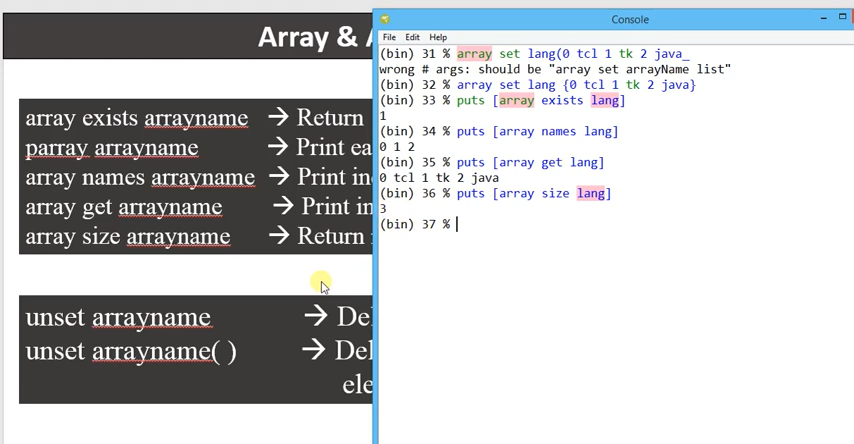 Array & A
array exists arrayname → Return
parray arrayname → Print ea
array names arrayname → Print in
array get arrayname → Print in
array size arrayname → Return
unset arrayname → Del
unset arrayname( ) → Del
ele
Console
File Edit Help
(bin) 31 % array set lang(0 tcl 1 tk 2 java_
wrong # args: should be "array set arrayName list"
(bin) 32 % array set lang {0 tcl 1 tk 2 java}
(bin) 33 % puts [array exists lang]
1
(bin) 34 % puts [array names lang]
0 1 2
(bin) 35 % puts [array get lang]
0 tcl 1 tk 2 java
(bin) 36 % puts [array size lang]
3
(bin) 37 %